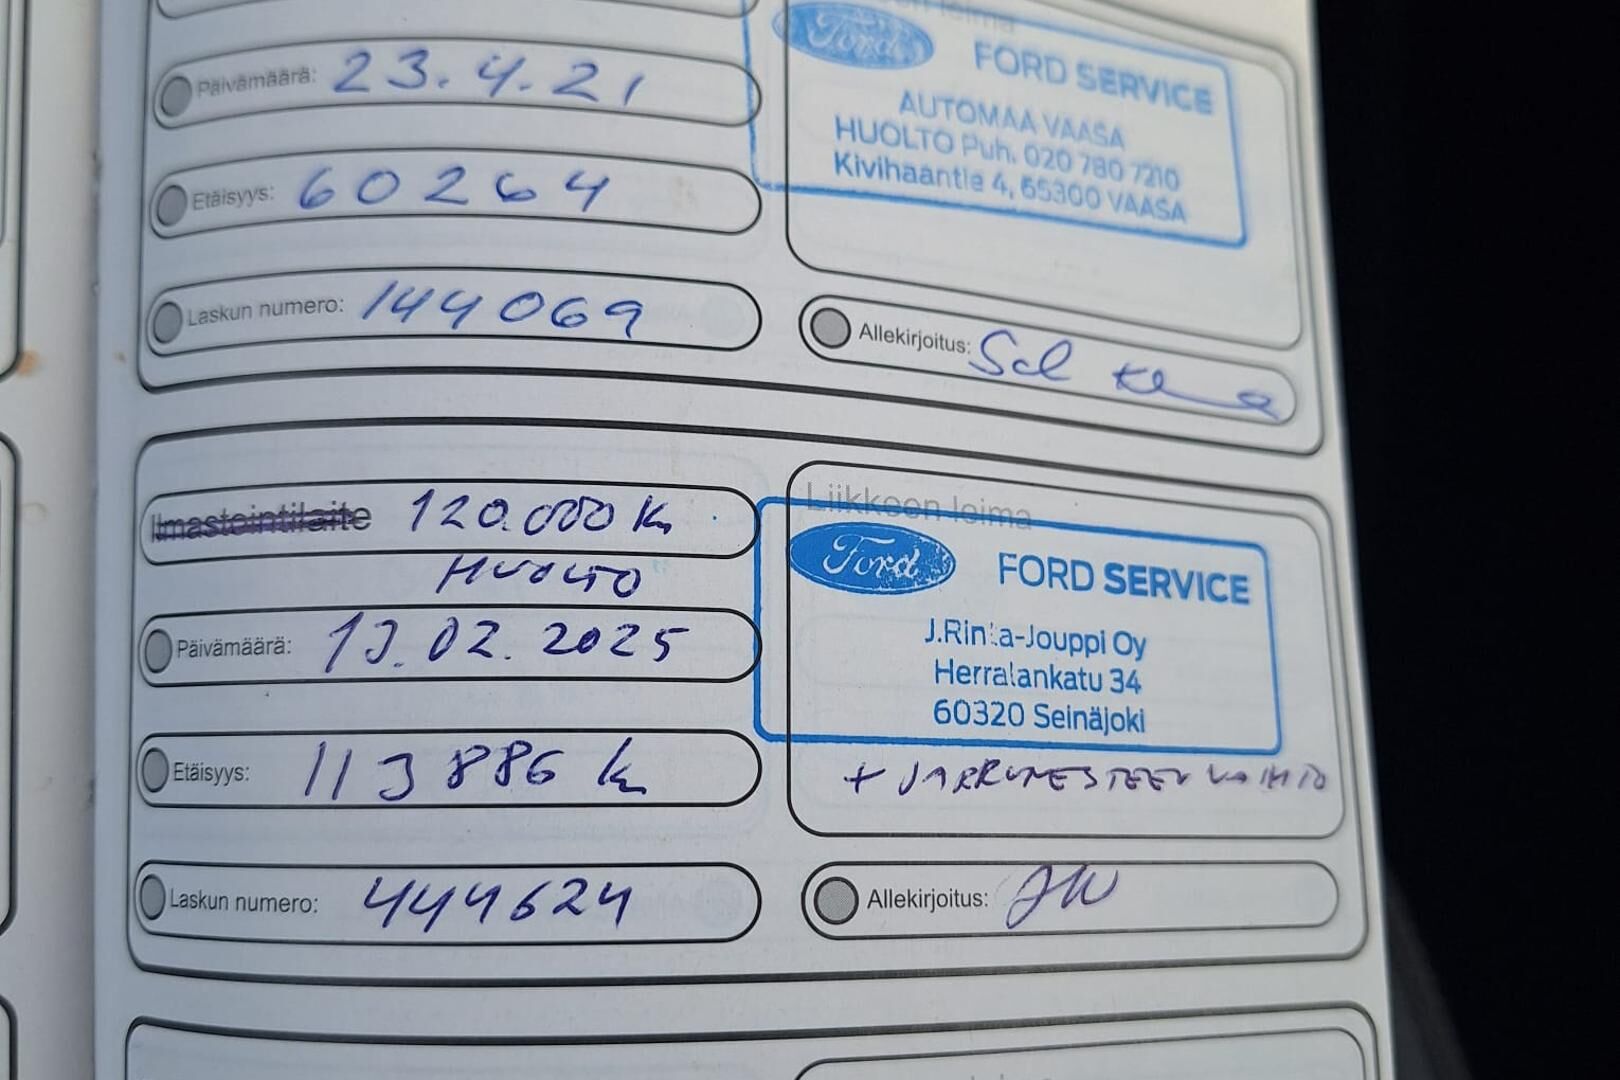 Ford
FORD SERVICE
AUTOMAA VAASA
HUOLTO Puh. 020 780 7210
Kivihaantie 4, 65300 VAASA
Päivämäärä: 23.4.21
Etäisyys: 60264
Laskun numero: 144069
Allekirjoitus:
Ilmastointilaite 120.000 km
HUOLTO
Päivämäärä: 13.02.2025
Etäisyys: 113886 km
Laskun numero: 444624
Liikkeen leima
Ford
FORD SERVICE
J.Rinta-Jouppi Oy
Herralankatu 34
60320 Seinäjoki
+ JARRUNESTEEN VAIHTO
Allekirjoitus: